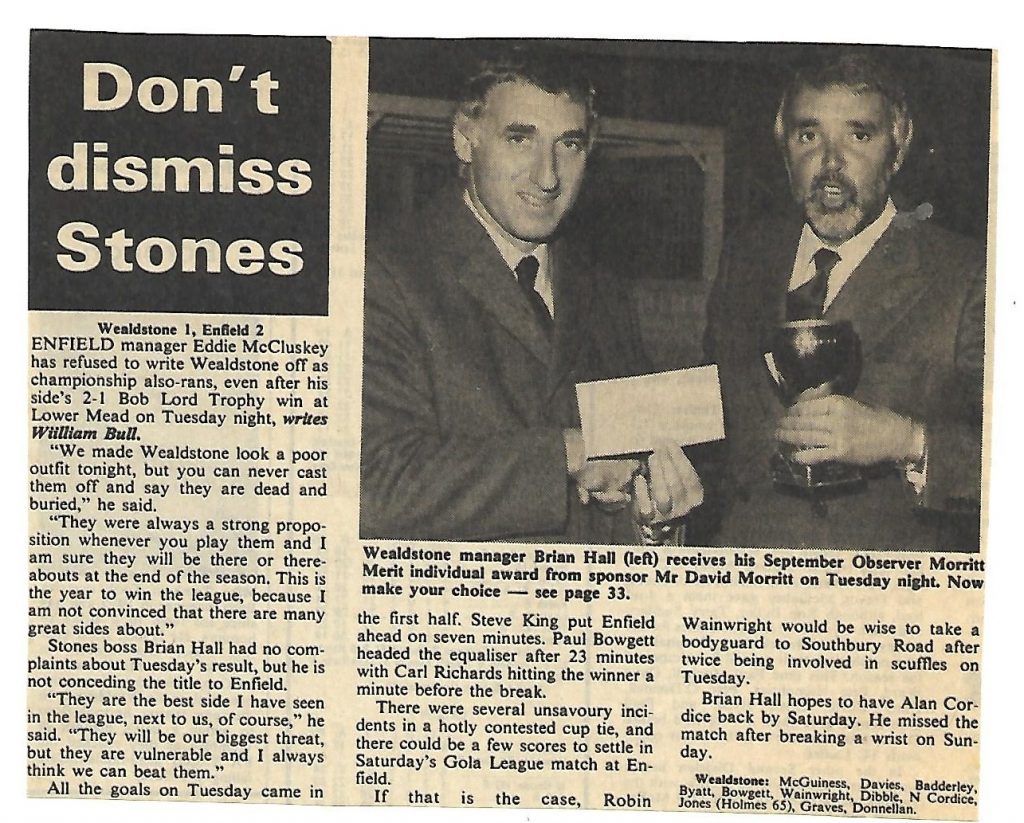 Don't
dismiss
Stones
Wealdstone 1, Enfield 2
ENFIELD manager Eddie McCluskey
has refused to write Wealdstone off as
championship also-rans, even after his
side's 2-1 Bob Lord Trophy win at
Lower Mead on Tuesday night, writes
Wiilliam Bull.
"We made Wealdstone look a poor
outfit tonight, but you can never cast
them off and say they are dead and
buried," he said.
"They were always a strong propo-
sition whenever you play them and I
am sure they will be there or there-
abouts at the end of the season. This is
the year to win the league, because I
am not convinced that there are many
great sides about."
Stones boss Brian Hall had no com-
plaints about Tuesday's result, but he is
not conceding the title to Enfield.
"They are the best side I have seen
in the league, next to us, of course," he
said. "They will be our biggest threat,
but they are vulnerable and I always
think we can beat them."
All the goals on Tuesday came in
Wealdstone manager Brian Hall (left) receives his September Observer Morritt
Merit individual award from sponsor Mr David Morritt on Tuesday night. Now
make your choice — see page 33.
the first half. Steve King put Enfield
ahead on seven minutes. Paul Bowgett
headed the equaliser after 23 minutes
with Carl Richards hitting the winner a
minute before the break.
There were several unsavoury inci-
dents in a hotly contested cup tie, and
there could be a few scores to settle in
Saturday's Gola League match at En-
field.
If that is the case, Robin
Wainwright would be wise to take a
bodyguard to Southbury Road after
twice being involved in scuffles on
Tuesday.
Brian Hall hopes to have Alan Cor-
dice back by Saturday. He missed the
match after breaking a wrist on Sun-
day.
Wealdstone: McGuiness, Davies, Badderley,
Byatt, Bowgett, Wainwright, Dibble, N Cordice,
Jones (Holmes 65), Graves, Donnellan.